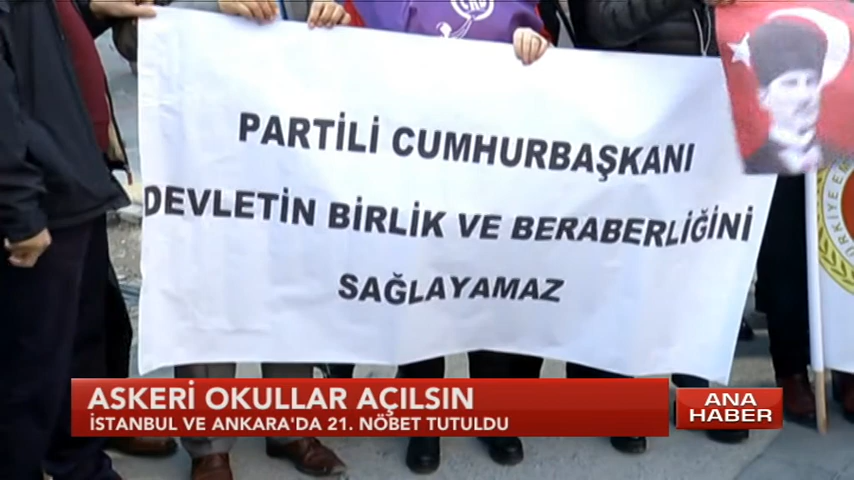 PARTİLİ CUMHURBAŞKANI
DEVLETİN BİRLİK VE BERABERLİĞİNİ
SAĞLAYAMAZ
ASKERİ OKULLAR AÇILSIN
İSTANBUL VE ANKARA'DA 21. NÖBET TUTULDU
ANA
HABER